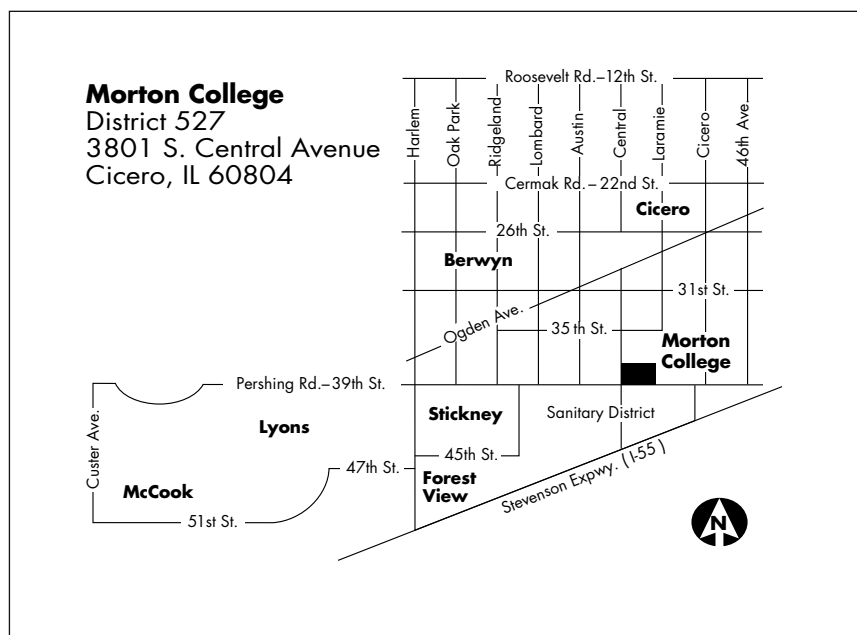 Morton College
District 527
3801 S. Central Avenue
Cicero, IL 60804
Roosevelt Rd.–12th St.
Harlem
Oak Park
Ridgeland
Lombard
Austin
Central
Laramie
Cicero
46th Ave.
Cermak Rd.–22nd St.
Cicero
26th St.
Berwyn
31st St.
Ogden Ave.
35th St.
Morton
College
Pershing Rd.–39th St.
Custer Ave.
Lyons
Stickney
Sanitary District
45th St.
47th St.
Forest
View
Stevenson Expwy. (I-55)
McCook
51st St.
N